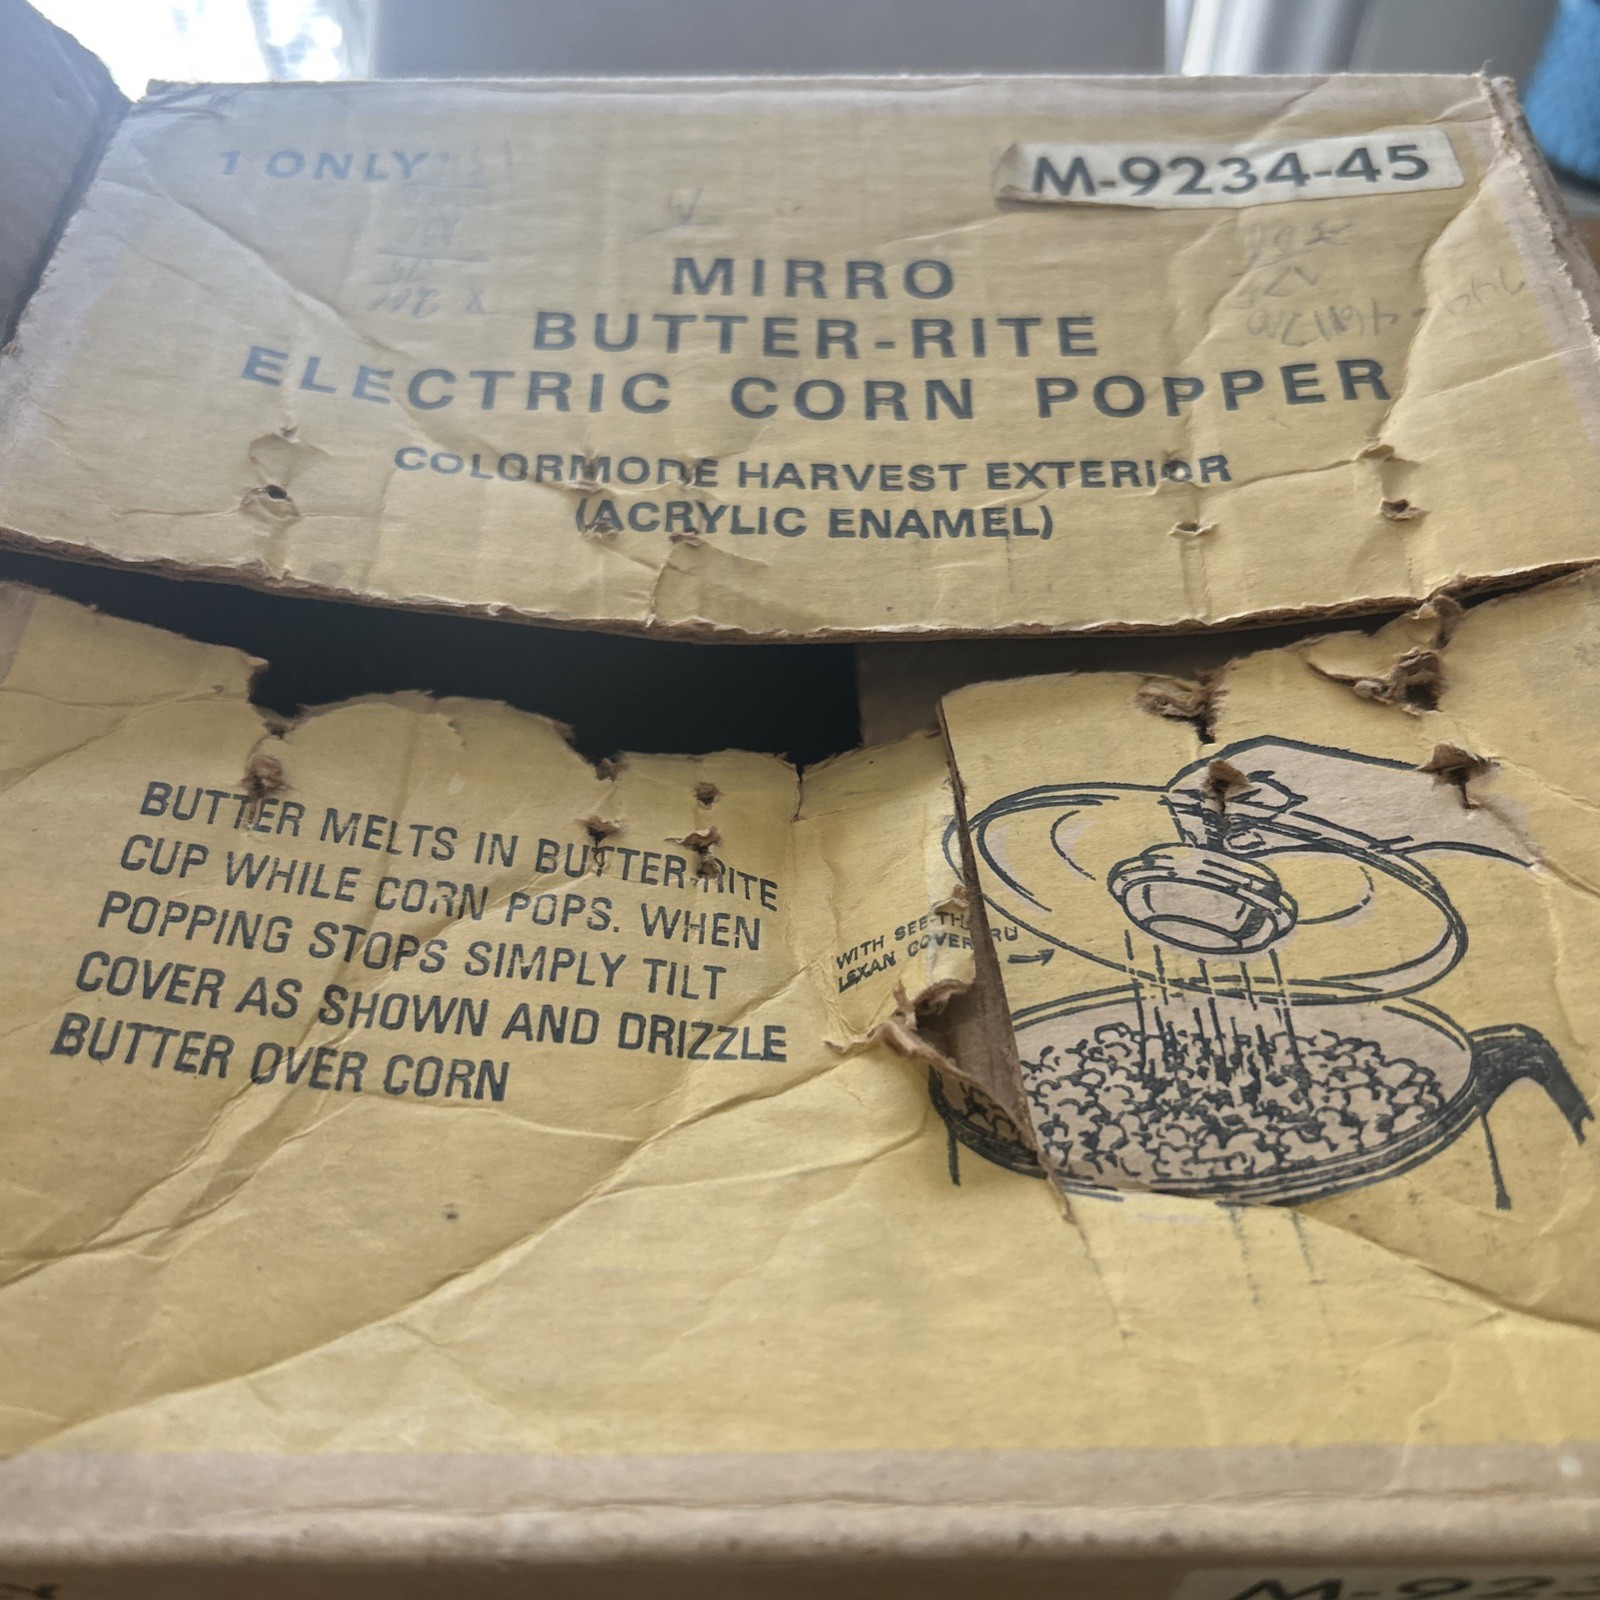 1 ONLY
M-9234-45
MIRRO
BUTTER-RITE
ELECTRIC CORN POPPER
COLORMODE HARVEST EXTERIOR
(ACRYLIC ENAMEL)
BUTTER MELTS IN BUTTER-RITE
CUP WHILE CORN POPS. WHEN
POPPING STOPS SIMPLY TILT
COVER AS SHOWN AND DRIZZLE
BUTTER OVER CORN
WITH SEE-THRU
LEXAN COVER
M-923